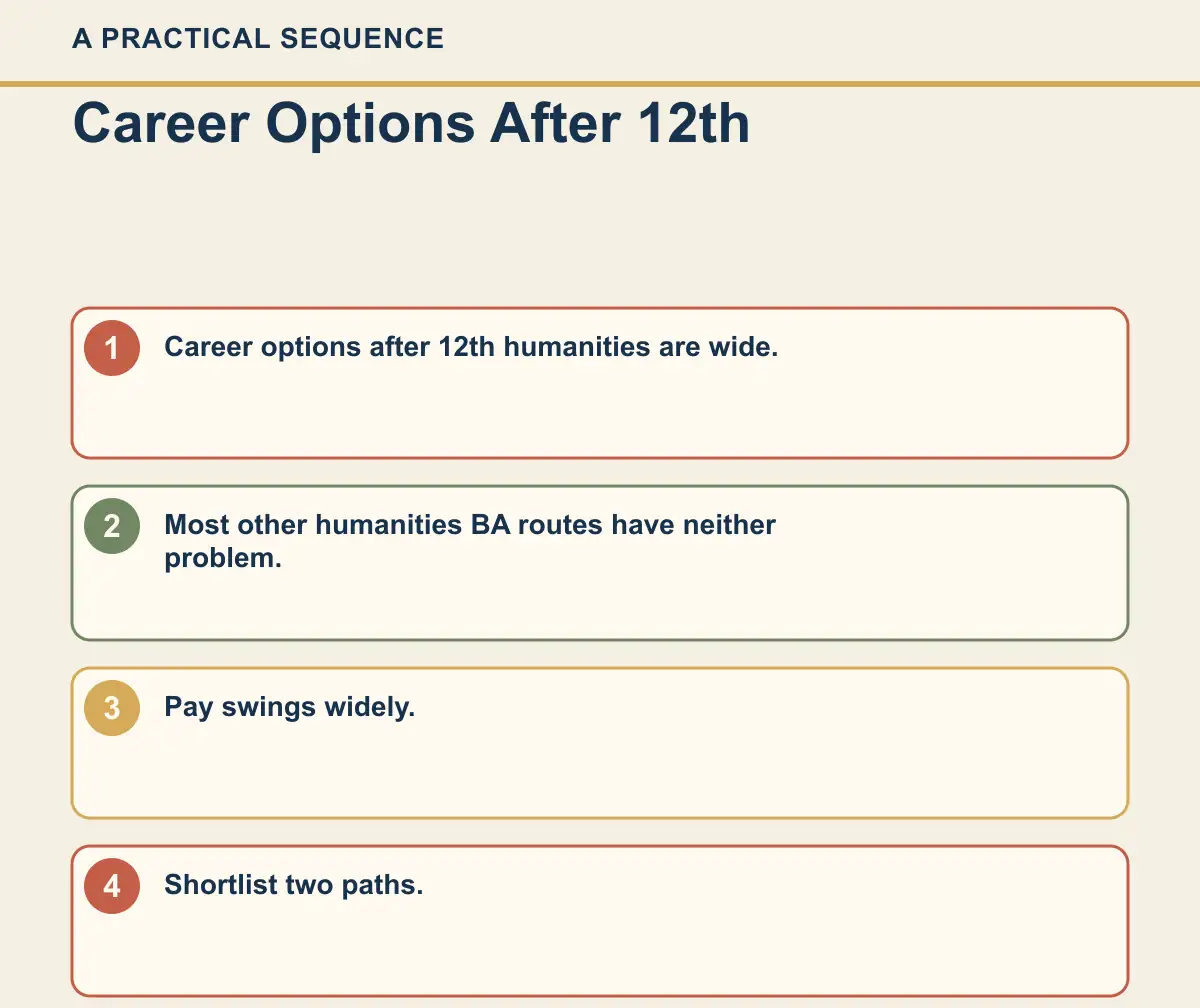 A PRACTICAL SEQUENCE
Career Options After 12th
1
Career options after 12th humanities are wide.
2
Most other humanities BA routes have neither
problem.
3
Pay swings widely.
4
Shortlist two paths.